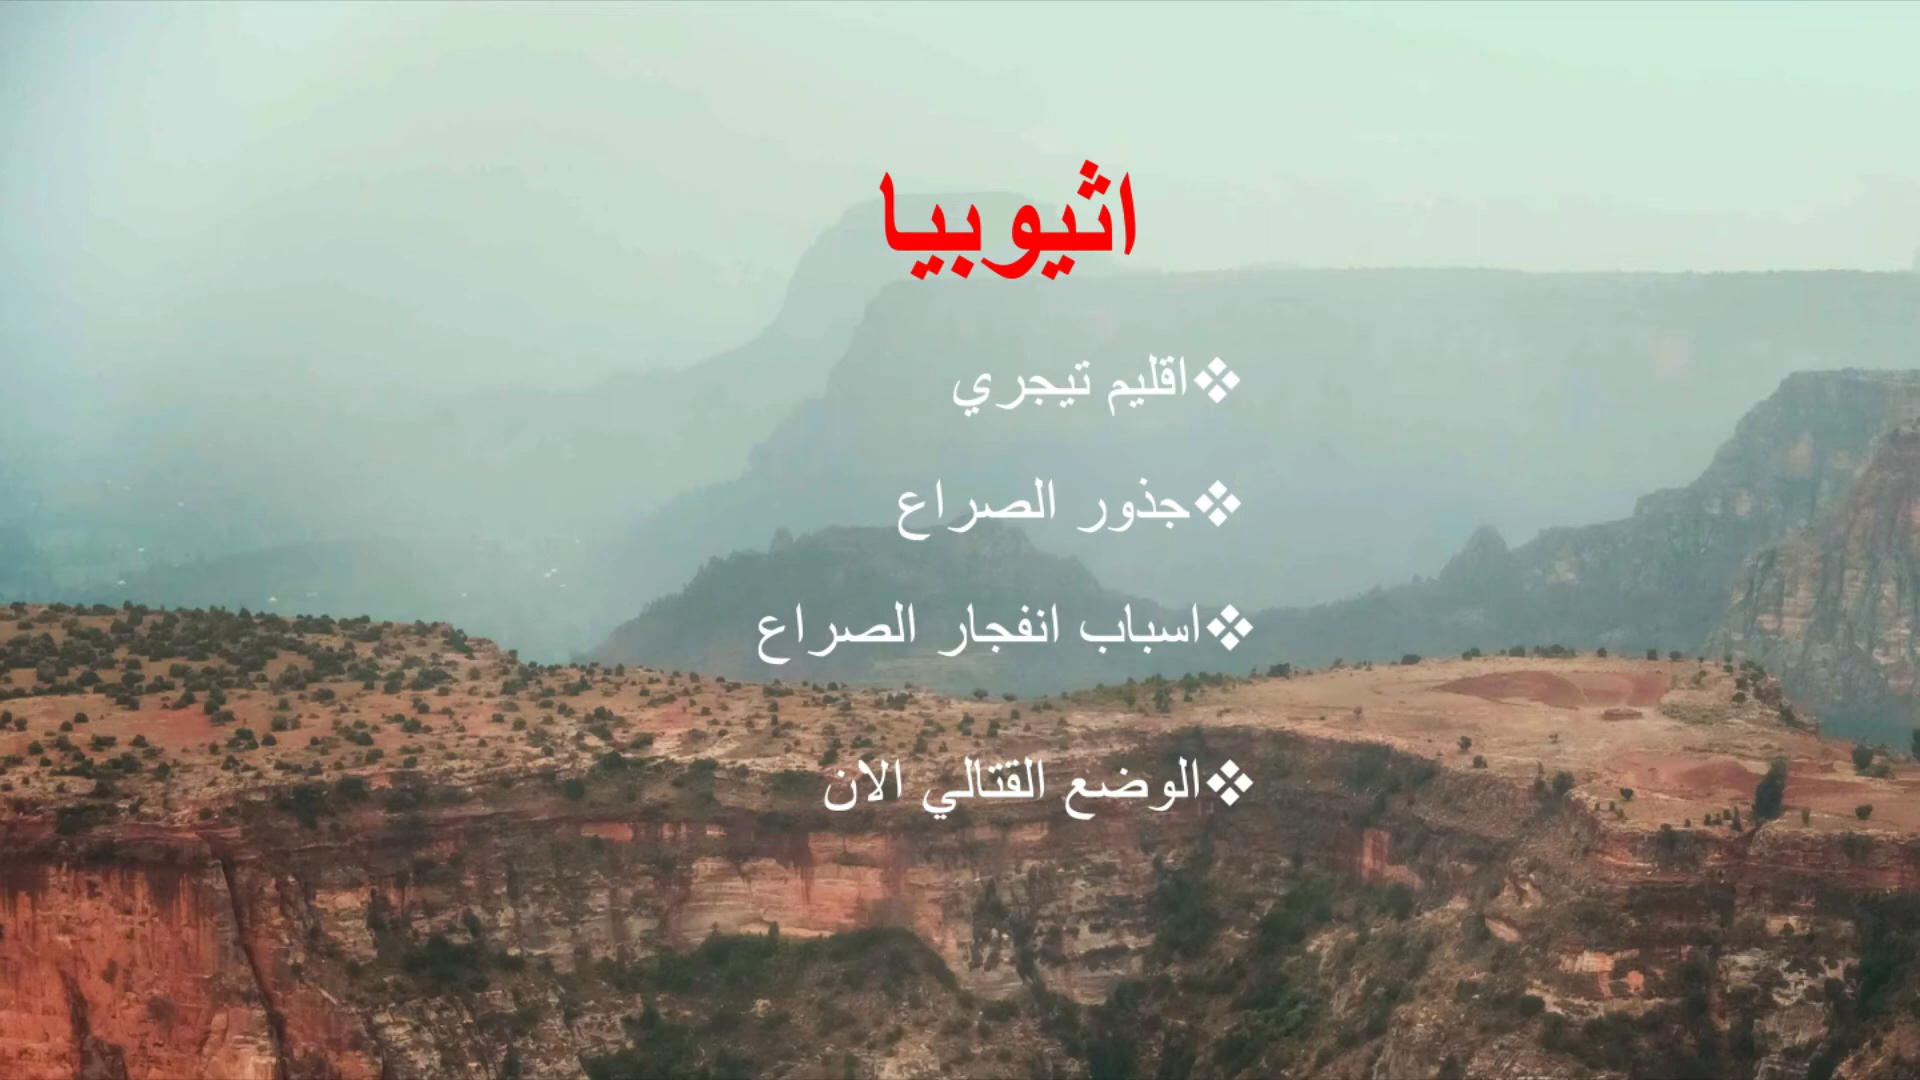 اثيوبيا
❖اقليم تيجري
❖جذور الصراع
❖اسباب انفجار الصراع
❖الوضع القتالي الان